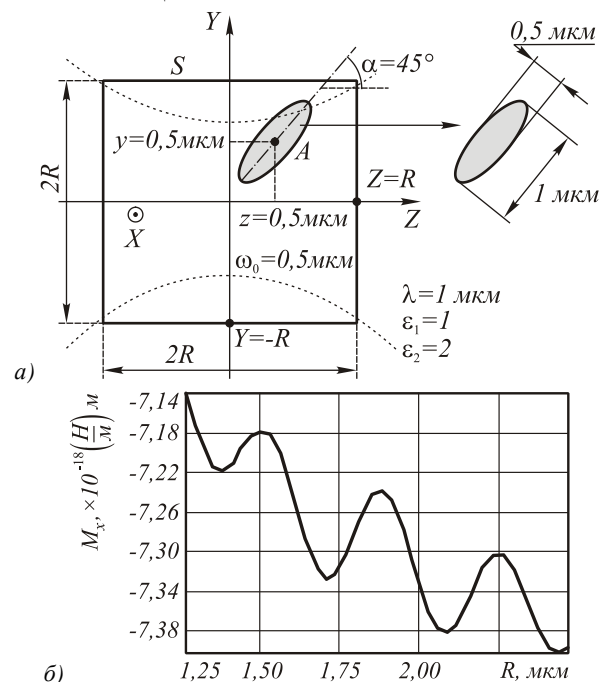 Y
S
α=45°
0,5 мкм
y=0,5мкм
A
2R
Z=R
1 мкм
z=0,5мкм
Z
X
ω₀=0,5мкм
λ=1 мкм
ε₁=1
ε₂=2
Y=-R
2R
а)
Mₓ, ×10⁻¹⁸(Н/м)м
-7,14
-7,18
-7,22
-7,26
-7,30
-7,34
-7,38
1,25 1,50 1,75 2,00 R, мкм
б)